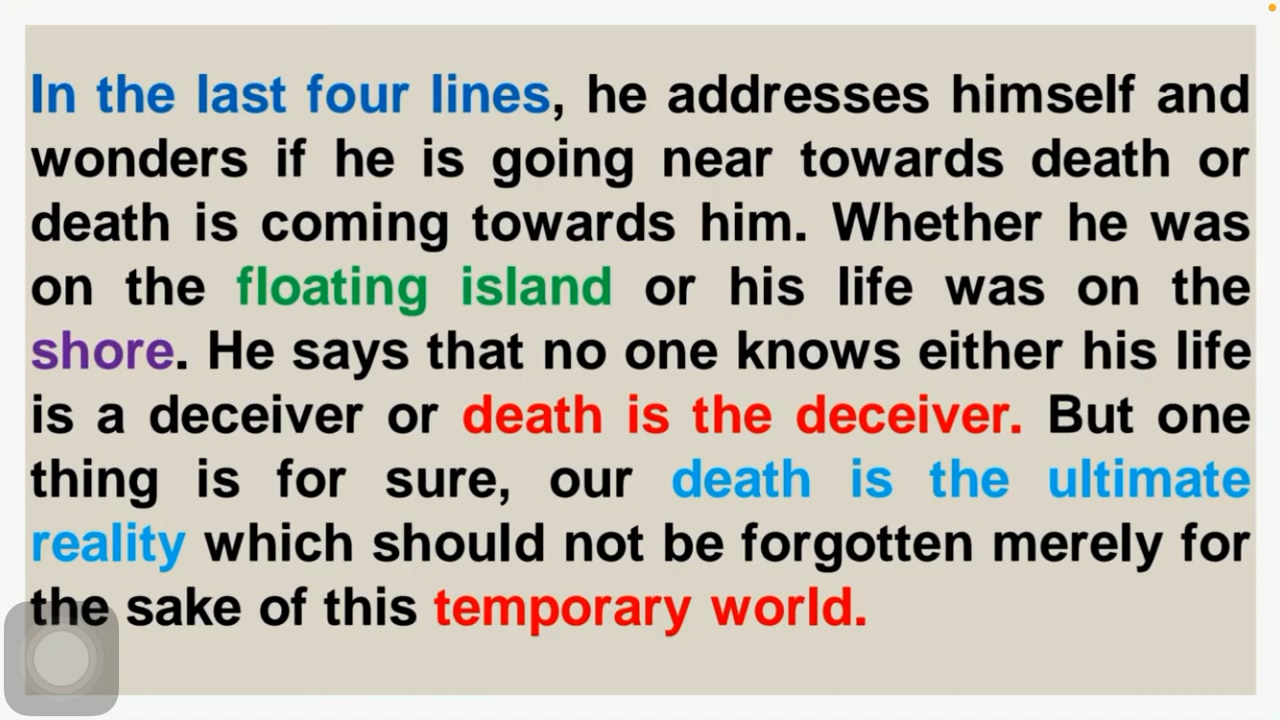 In the last four lines, he addresses himself and
wonders if he is going near towards death or
death is coming towards him. Whether he was
on the floating island or his life was on the
shore. He says that no one knows either his life
is a deceiver or death is the deceiver. But one
thing is for sure, our death is the ultimate
reality which should not be forgotten merely for
the sake of this temporary world.